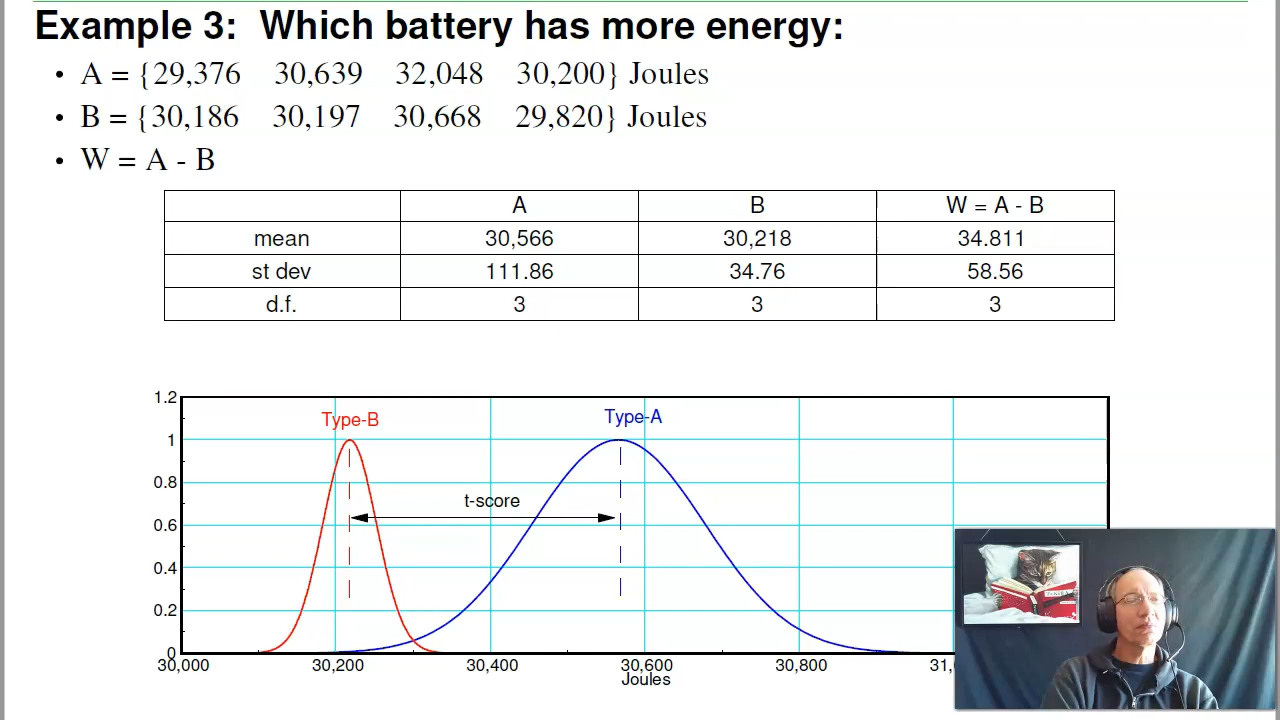 Example 3: Which battery has more energy:
• A = {29,376 30,639 32,048 30,200} Joules
• B = {30,186 30,197 30,668 29,820} Joules
• W = A - B
A B W = A - B
mean 30,566 30,218 34.811
st dev 111.86 34.76 58.56
d.f. 3 3 3
1.2
Type-B Type-A
1
0.8
t-score
0.6
0.4
0.2
0
30,000 30,200 30,400 30,600 30,800
Joules